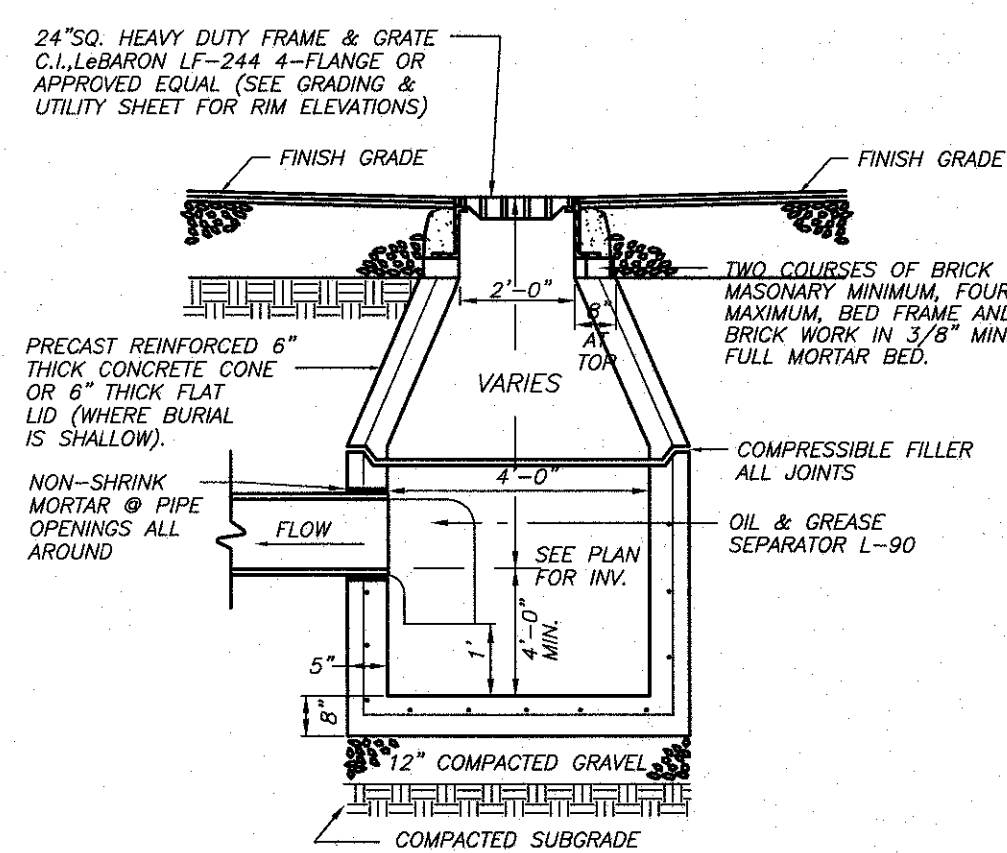 24"SQ. HEAVY DUTY FRAME & GRATE
C.I.,LeBARON LF-244 4-FLANGE OR
APPROVED EQUAL (SEE GRADING &
UTILITY SHEET FOR RIM ELEVATIONS)
FINISH GRADE
FINISH GRADE
2'-0"
8"
AT
TOP
TWO COURSES OF BRICK
MASONARY MINIMUM, FOUR
MAXIMUM, BED FRAME AND
BRICK WORK IN 3/8" MIN
FULL MORTAR BED.
PRECAST REINFORCED 6"
THICK CONCRETE CONE
OR 6" THICK FLAT
LID (WHERE BURIAL
IS SHALLOW).
VARIES
COMPRESSIBLE FILLER
ALL JOINTS
4'-0"
NON-SHRINK
MORTAR @ PIPE
OPENINGS ALL
AROUND
FLOW
OIL & GREASE
SEPARATOR L-90
SEE PLAN
FOR INV.
1'
4'-0"
MIN.
5"
8"
12" COMPACTED GRAVEL
COMPACTED SUBGRADE